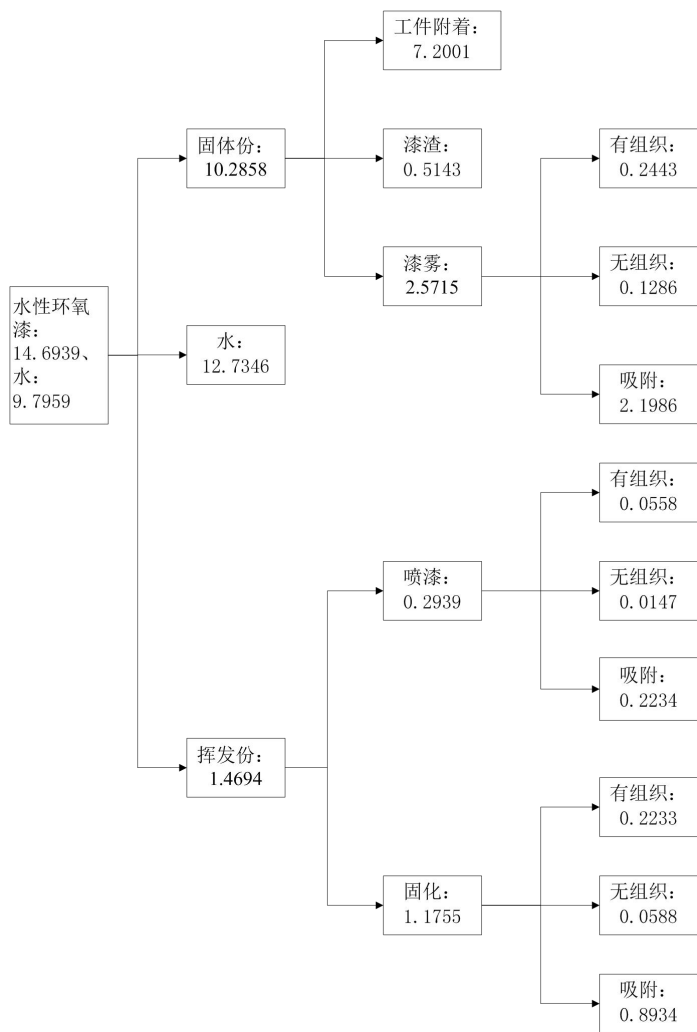 工件附着：
7.2001
固体份：
10.2858
漆渣：
0.5143
有组织：
0.2443
漆雾：
2.5715
无组织：
0.1286
水性环氧
漆：
14.6939、
水：
9.7959
水：
12.7346
吸附：
2.1986
有组织：
0.0558
喷漆：
0.2939
无组织：
0.0147
吸附：
0.2234
挥发份：
1.4694
有组织：
0.2233
固化：
1.1755
无组织：
0.0588
吸附：
0.8934